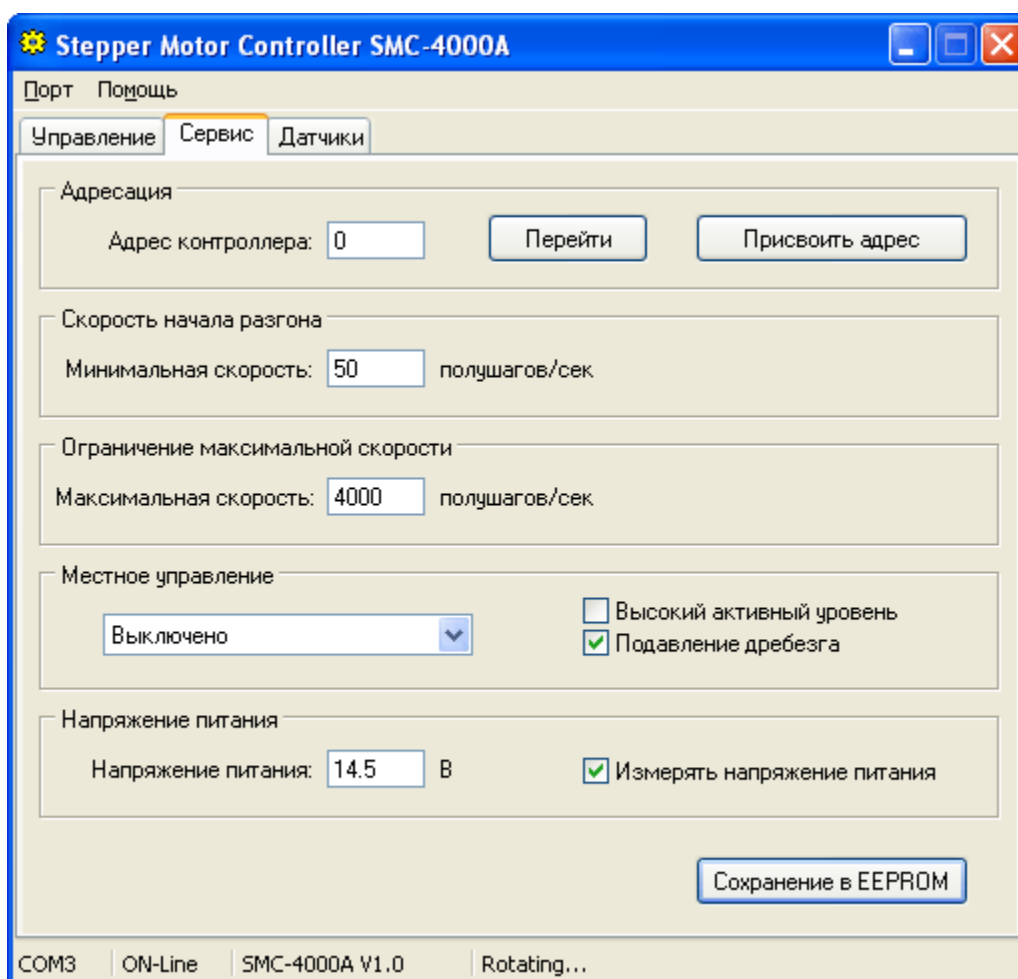 Stepper Motor Controller SMC-4000A
Порт Помощь
Управление Сервис Датчики
Адресация
Адрес контроллера: 0 Перейти Присвоить адрес
Скорость начала разгона
Минимальная скорость: 50 полушагов/сек
Ограничение максимальной скорости
Максимальная скорость: 4000 полушагов/сек
Местное управление
Выключено
Высокий активный уровень
Подавление дребезга
Напряжение питания
Напряжение питания: 14.5 В Измерять напряжение питания
Сохранение в EEPROM
COM3 ON-Line SMC-4000A V1.0 Rotating...